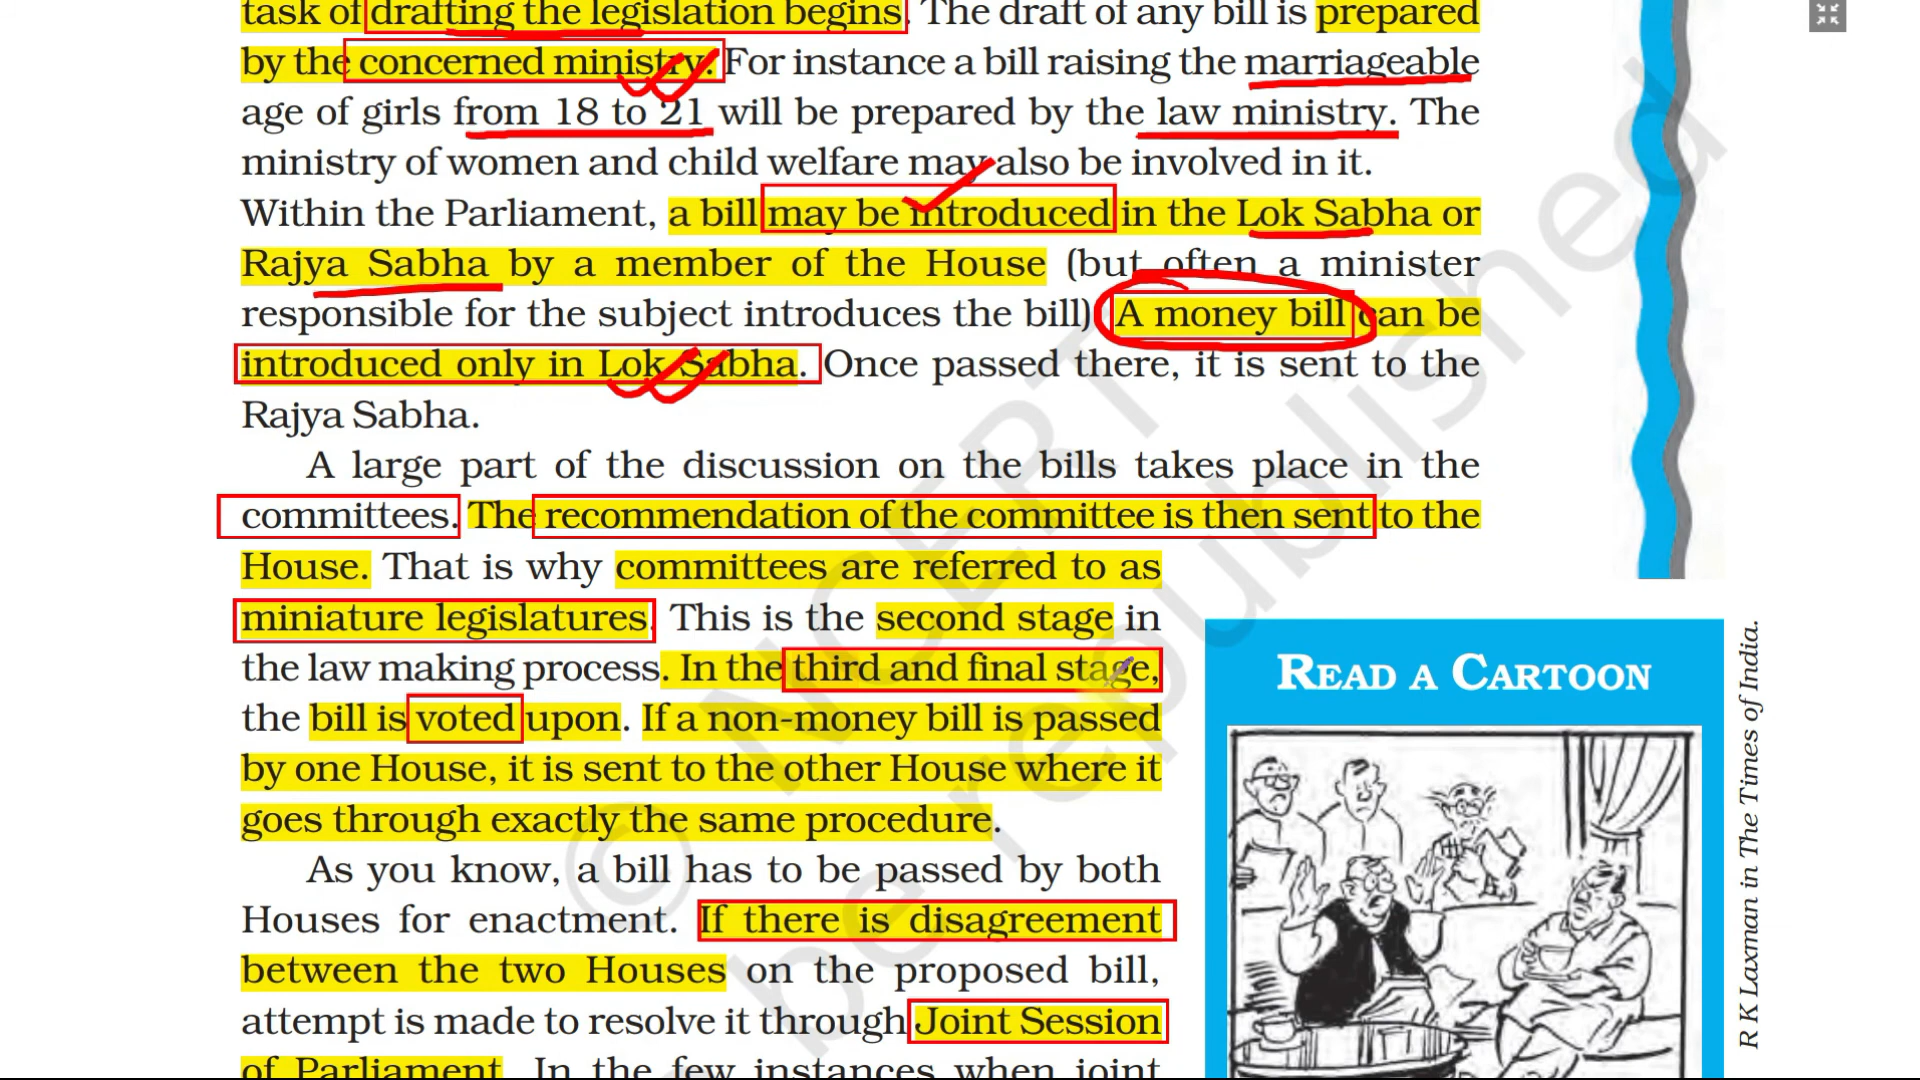 task of drafting the legislation begins. The draft of any bill is prepared
by the concerned ministry. For instance a bill raising the marriageable
age of girls from 18 to 21 will be prepared by the law ministry. The
ministry of women and child welfare may also be involved in it.
Within the Parliament, a bill may be introduced in the Lok Sabha or
Rajya Sabha by a member of the House (but often a minister
responsible for the subject introduces the bill). A money bill can be
introduced only in Lok Sabha. Once passed there, it is sent to the
Rajya Sabha.
A large part of the discussion on the bills takes place in the
committees. The recommendation of the committee is then sent to the
House. That is why committees are referred to as
miniature legislatures. This is the second stage in
the law making process. In the third and final stage,
the bill is voted upon. If a non-money bill is passed
by one House, it is sent to the other House where it
goes through exactly the same procedure.
As you know, a bill has to be passed by both
Houses for enactment. If there is disagreement
between the two Houses on the proposed bill,
attempt is made to resolve it through Joint Session
of Parliament. In the few instances when joint
READ A CARTOON
R K Laxman in The Times of India.
© NCERT
be republished